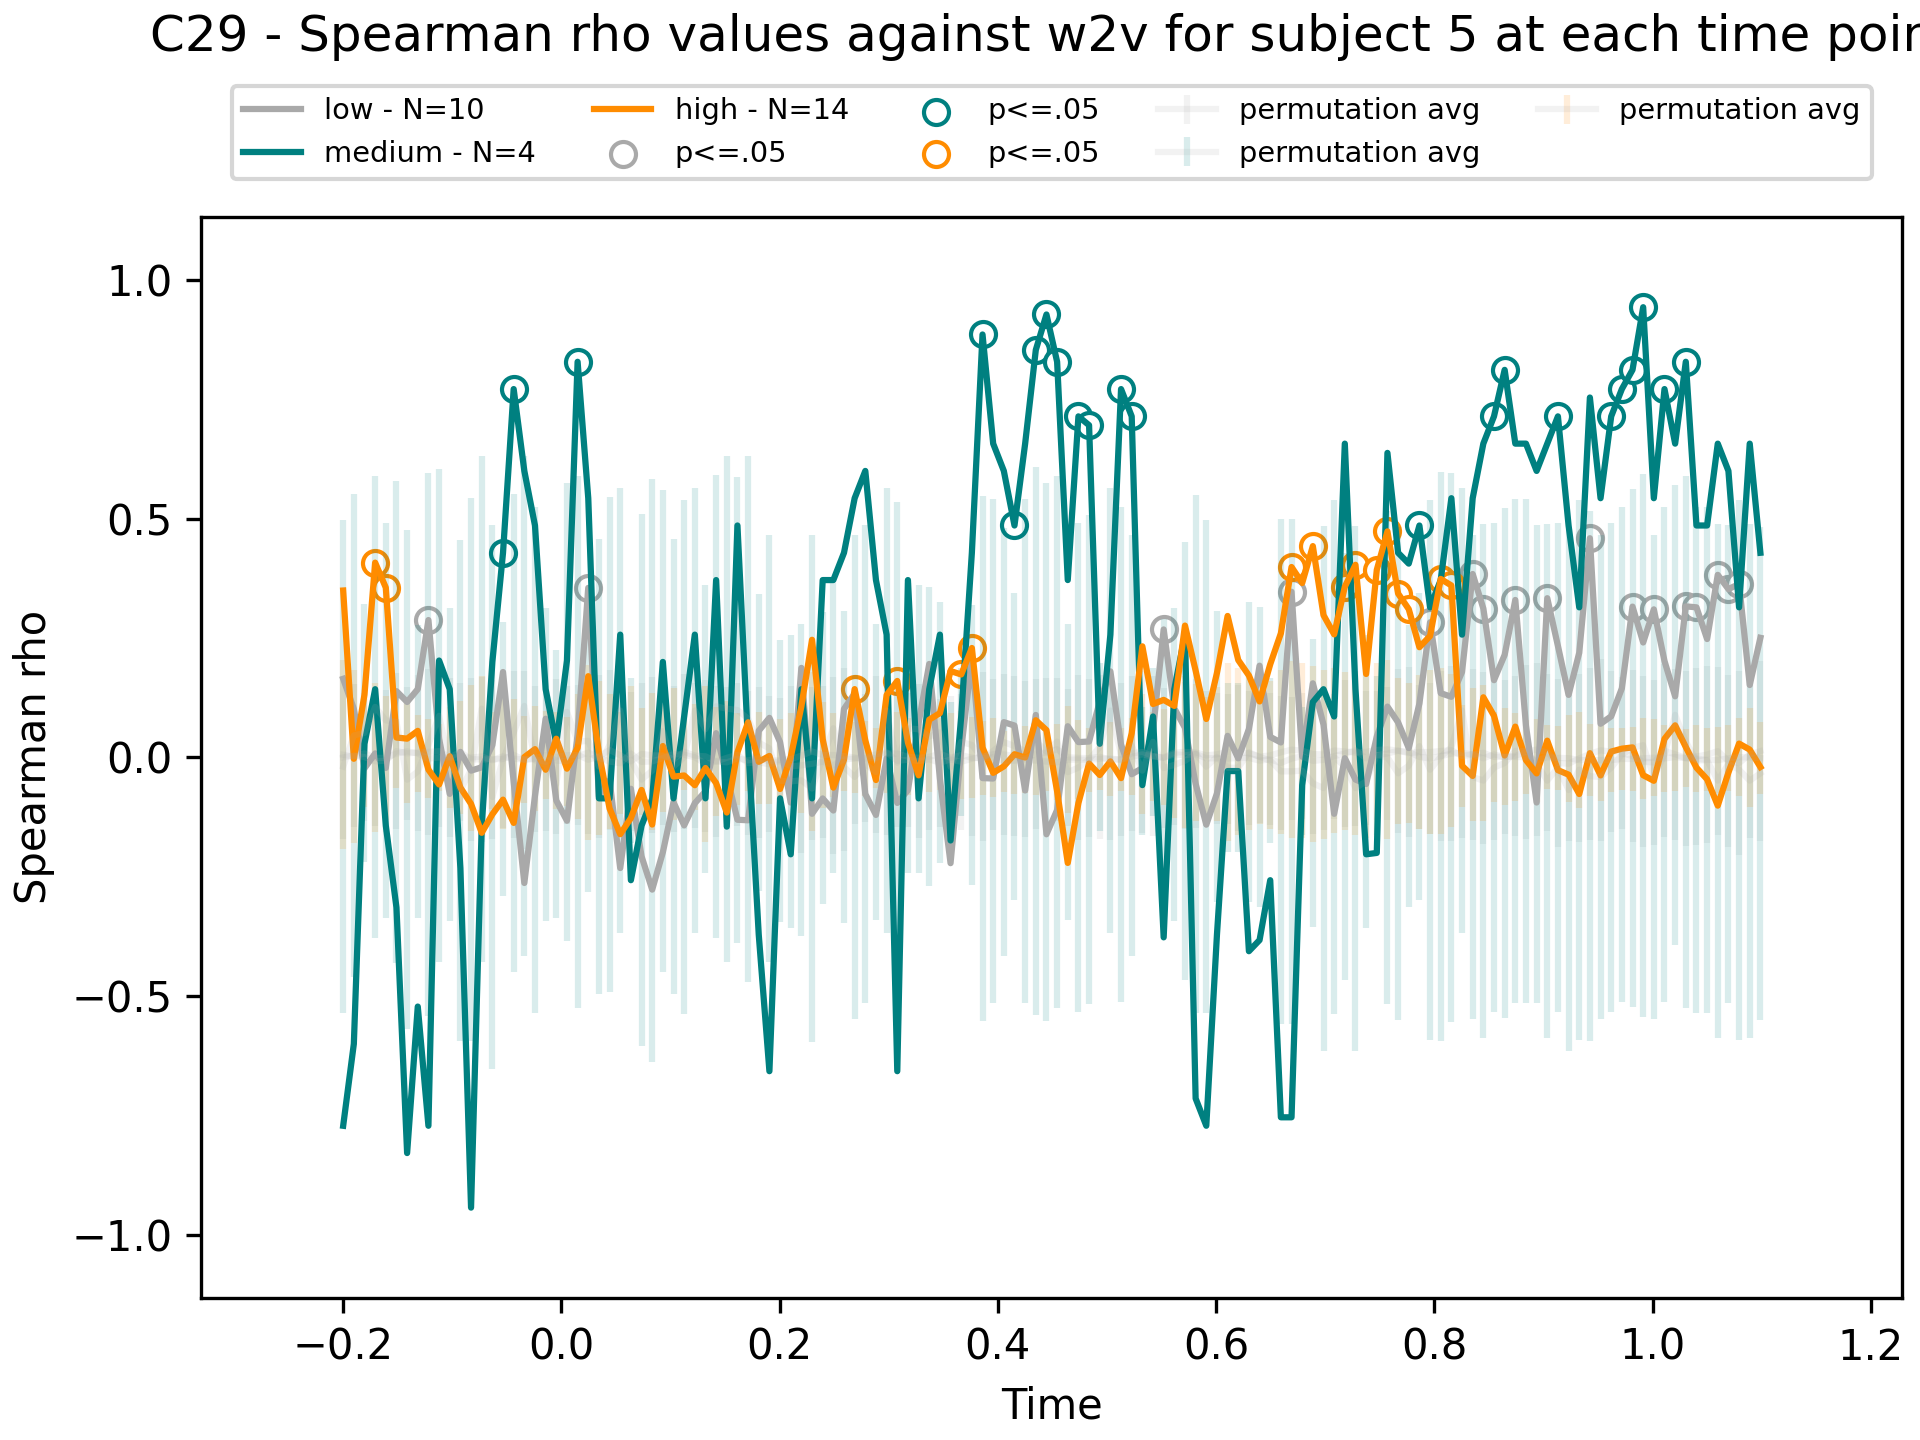 C29 - Spearman rho values against w2v for subject 5 at each time poin
low - N=10 high - N=14 p<=.05 permutation avg permutation avg
medium - N=4 p<=.05 p<=.05 permutation avg
1.0
0.5
0.0
−0.5
−1.0
Spearman rho
−0.2 0.0 0.2 0.4 0.6 0.8 1.0 1.2
Time